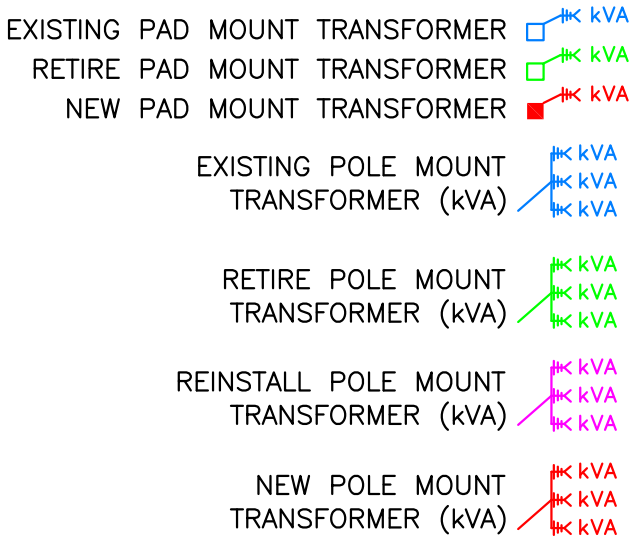 EXISTING PAD MOUNT TRANSFORMER kVA
RETIRE PAD MOUNT TRANSFORMER kVA
NEW PAD MOUNT TRANSFORMER kVA
EXISTING POLE MOUNT
TRANSFORMER (kVA)
kVA
kVA
kVA
RETIRE POLE MOUNT
TRANSFORMER (kVA)
kVA
kVA
kVA
REINSTALL POLE MOUNT
TRANSFORMER (kVA)
kVA
kVA
kVA
NEW POLE MOUNT
TRANSFORMER (kVA)
kVA
kVA
kVA